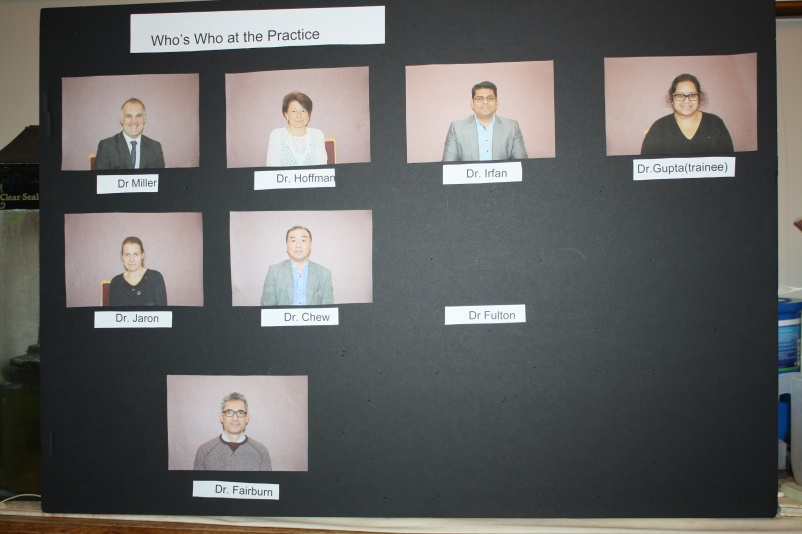 Who's Who at the Practice
Dr Miller
Dr. Hoffman
Dr. Irfan
Dr.Gupta(trainee)
Clear Seal
Dr. Jaron
Dr. Chew
Dr Fulton
Dr. Fairburn